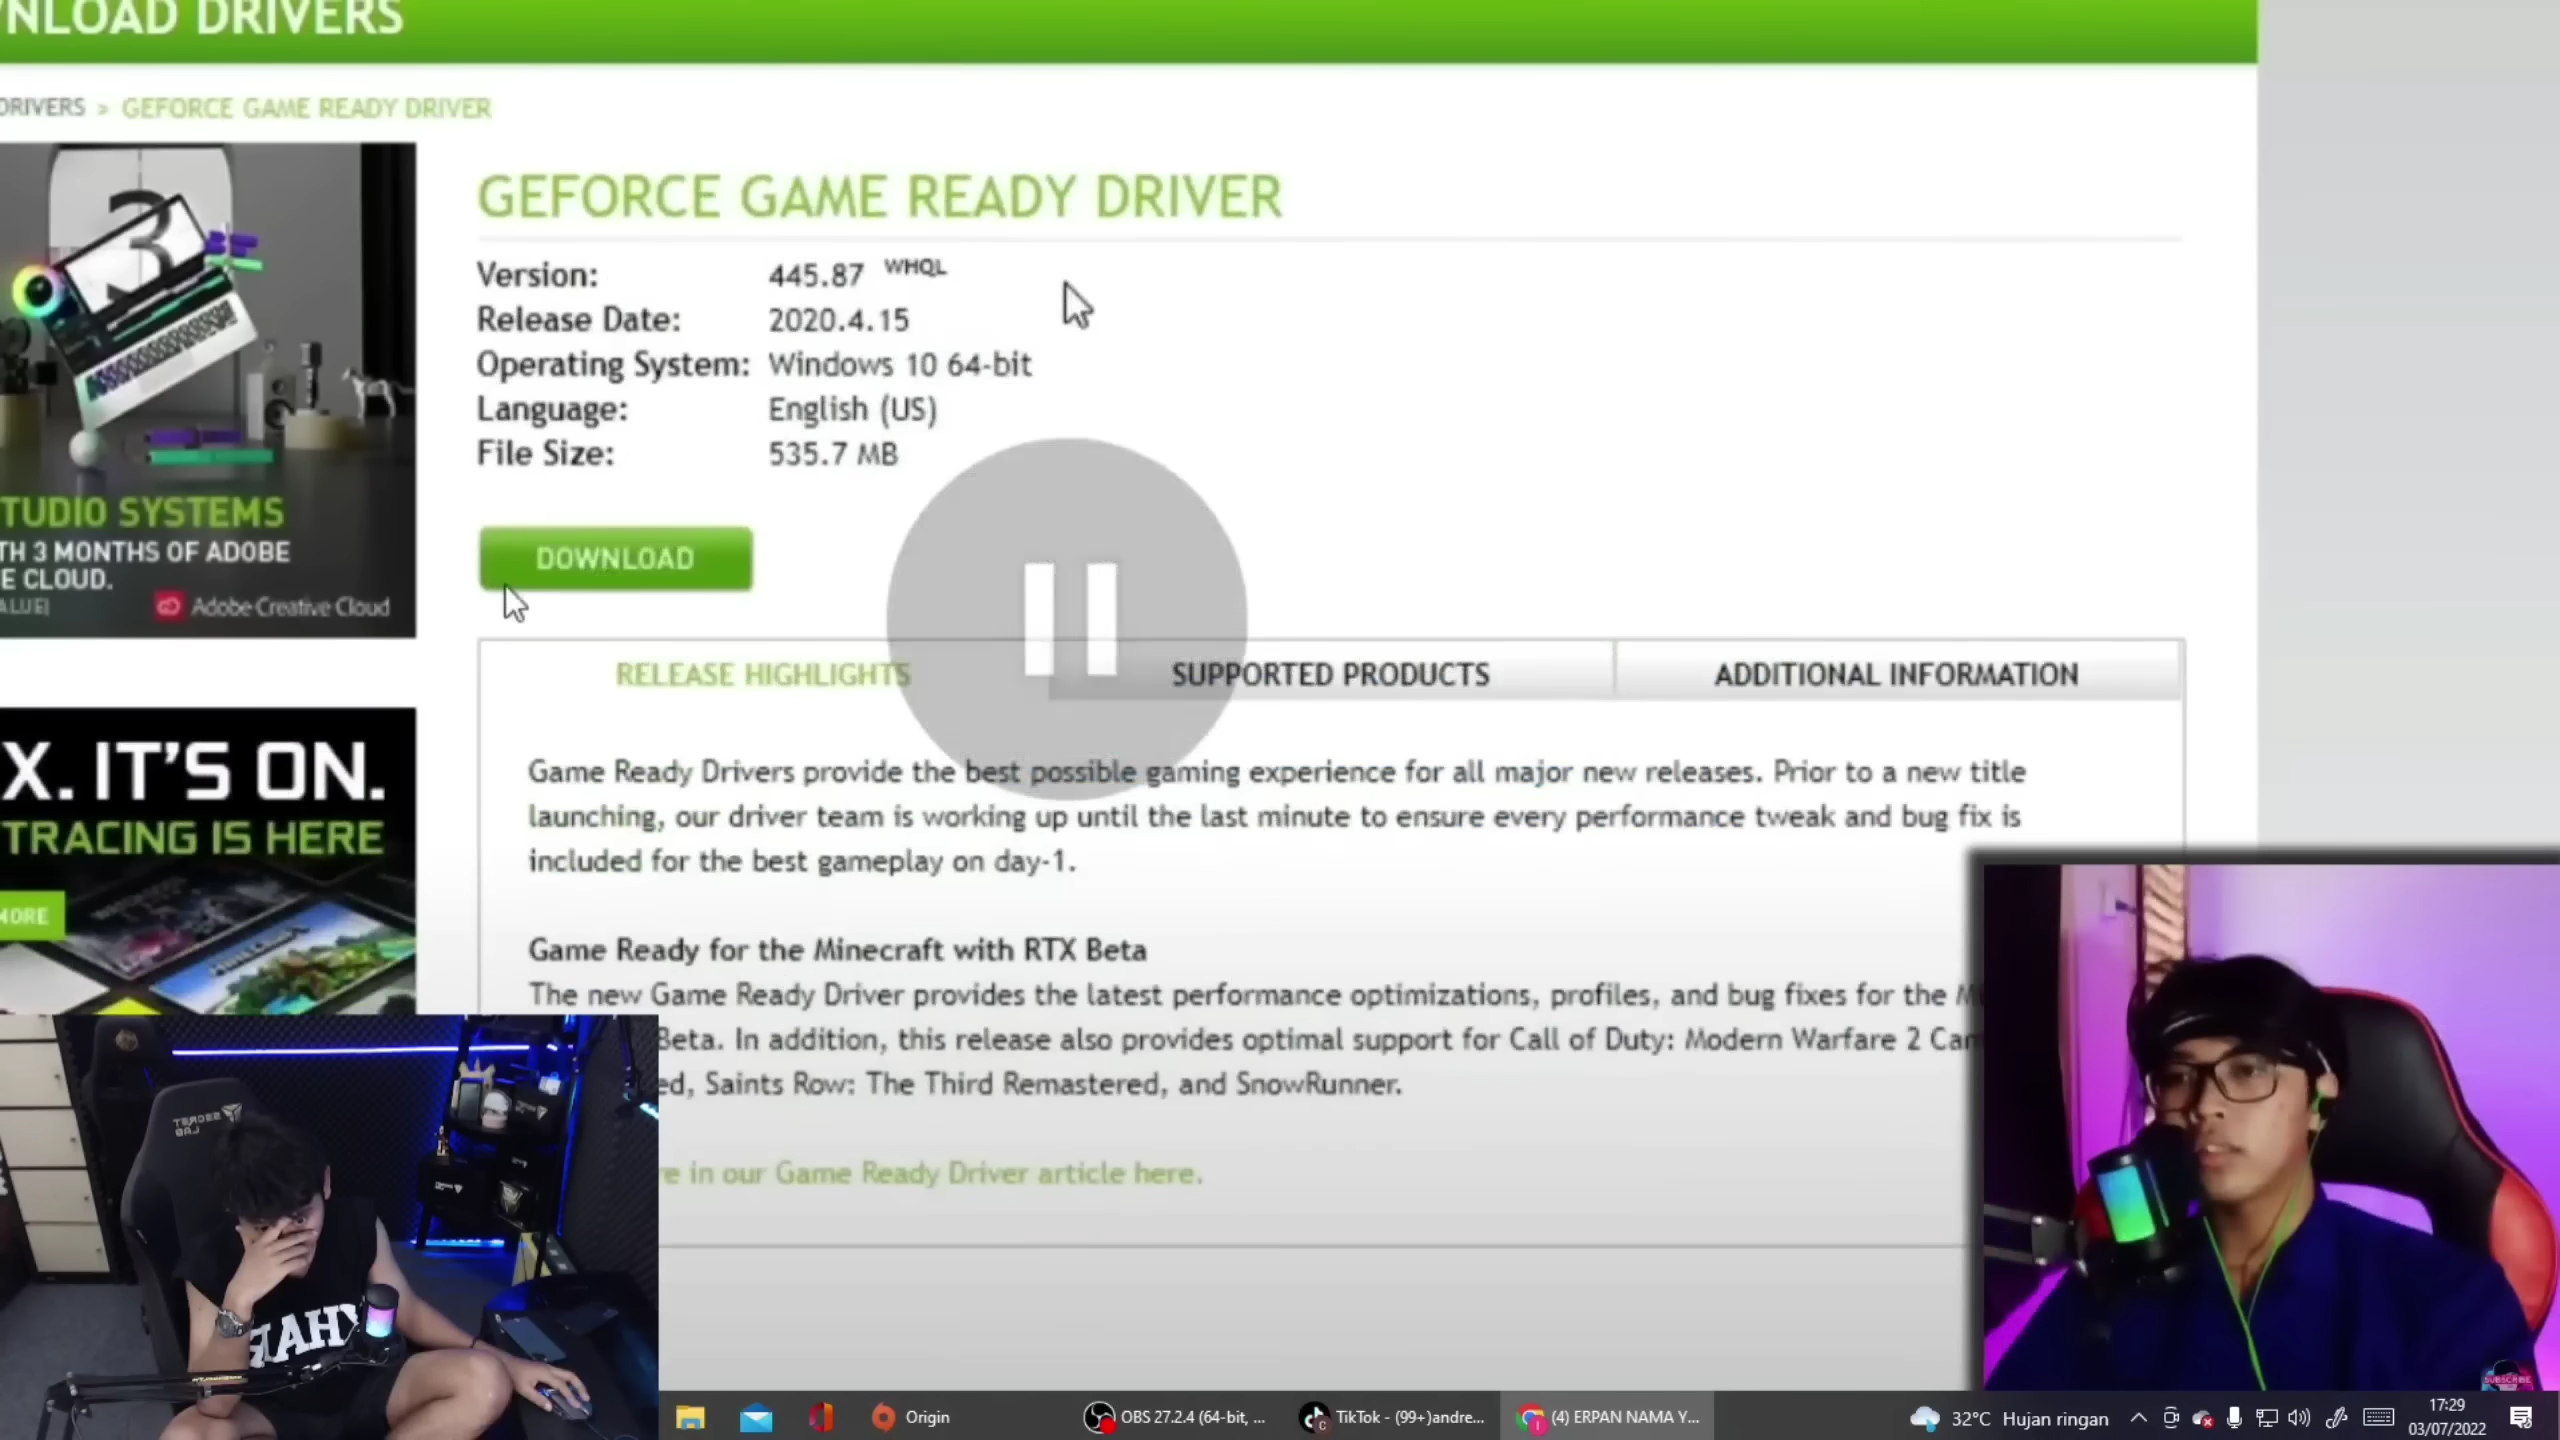 NLOAD DRIVERS
DRIVERS > GEFORCE GAME READY DRIVER
GEFORCE GAME READY DRIVER
Version: 445.87 WHQL
Release Date: 2020.4.15
Operating System: Windows 10 64-bit
Language: English (US)
File Size: 535.7 MB
DOWNLOAD
3
TUDIO SYSTEMS
TH 3 MONTHS OF ADOBE
E CLOUD.
ALUE)
Adobe Creative Cloud
RELEASE HIGHLIGHTS
SUPPORTED PRODUCTS
ADDITIONAL INFORMATION
Game Ready Drivers provide the best possible gaming experience for all major new releases. Prior to a new title
launching, our driver team is working up until the last minute to ensure every performance tweak and bug fix is
included for the best gameplay on day-1.
Game Ready for the Minecraft with RTX Beta
The new Game Ready Driver provides the latest performance optimizations, profiles, and bug fixes for the M
Beta. In addition, this release also provides optimal support for Call of Duty: Modern Warfare 2 Cam
ed, Saints Row: The Third Remastered, and SnowRunner.
re in our Game Ready Driver article here.
X. IT'S ON.
TRACING IS HERE
MORE
MINECRAFT
SECRET
LAB
SUBSCRIBE
Origin
OBS 27.2.4 (64-bit, ...
TikTok - (99+)andre...
(4) ERPAN NAMA Y...
32°C Hujan ringan
17:29
03/07/2022